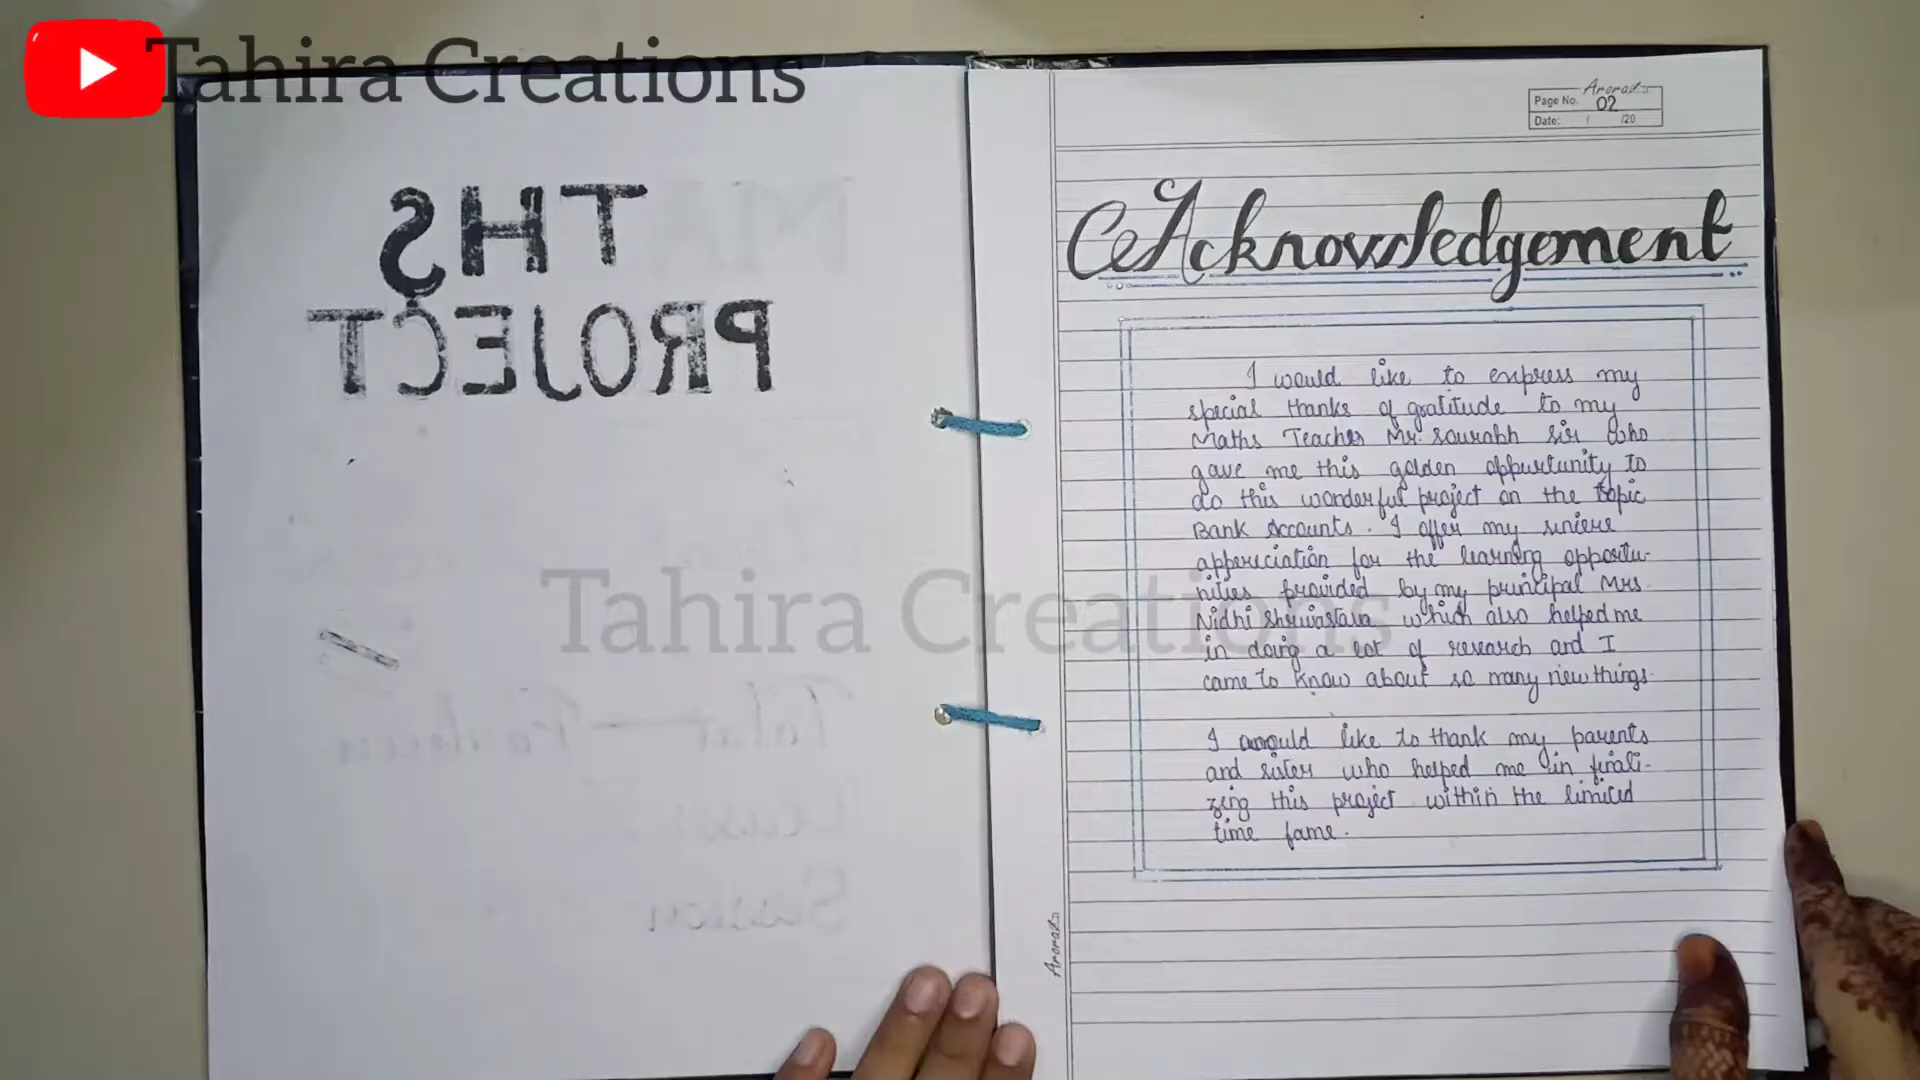 Tahira Creations
THS
PROJECT
Tahira Creations
Arora's
Page No. 02
Date: / /20
Acknowledgement
I would like to express my
special thanks of gratitude to my
Maths Teacher Mr. Sourabh Sir who
gave me this golden oppurtunity to
do this wonderful project on the topic
Bank Accounts. I offer my sincere
appereciation for the learning opportu-
nities provided by my principal Mrs.
Nidhi Shrivastava which also helped me
in doing a lot of research and I
came to know about so many new things.
I would like to thank my parents
and sister who helped me in finali-
zing this project within the limited
time fame.
Arora's